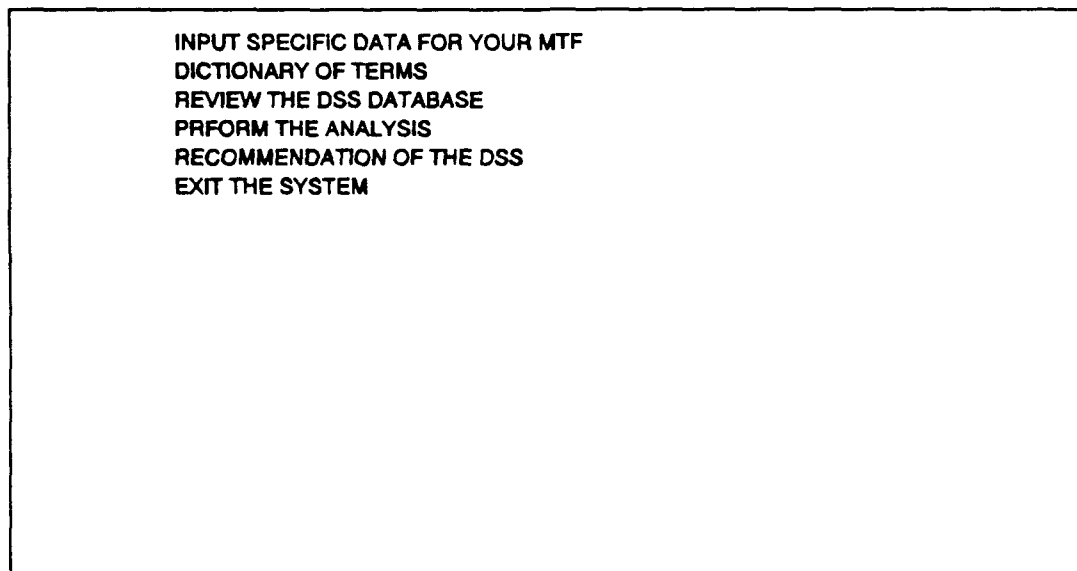 INPUT SPECIFIC DATA FOR YOUR MTF
DICTIONARY OF TERMS
REVIEW THE DSS DATABASE
PRFORM THE ANALYSIS
RECOMMENDATION OF THE DSS
EXIT THE SYSTEM